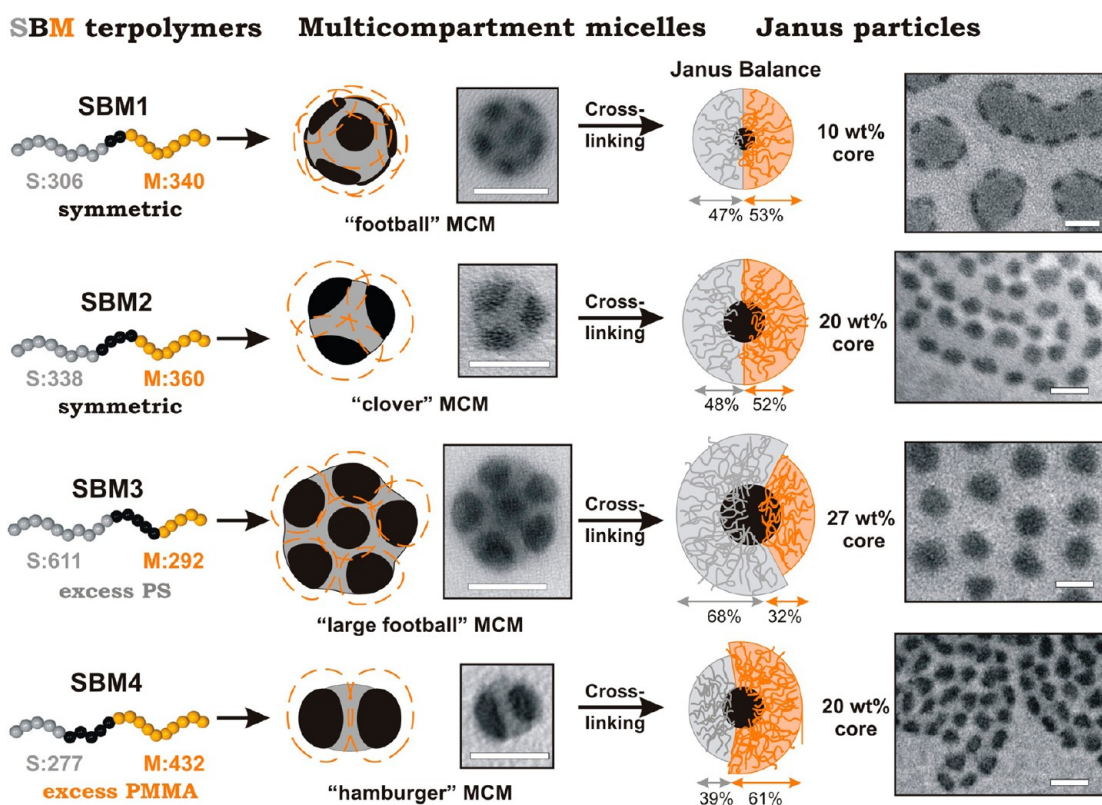 SBM terpolymers
Multicompartment micelles
Janus particles
SBM1
S:306
M:340
symmetric
“football” MCM
Cross-
linking
Janus Balance
47%
53%
10 wt%
core
SBM2
S:338
M:360
symmetric
“clover” MCM
Cross-
linking
48%
52%
20 wt%
core
SBM3
S:611
M:292
excess PS
“large football” MCM
Cross-
linking
68%
32%
27 wt%
core
SBM4
S:277
M:432
excess PMMA
“hamburger” MCM
Cross-
linking
39%
61%
20 wt%
core